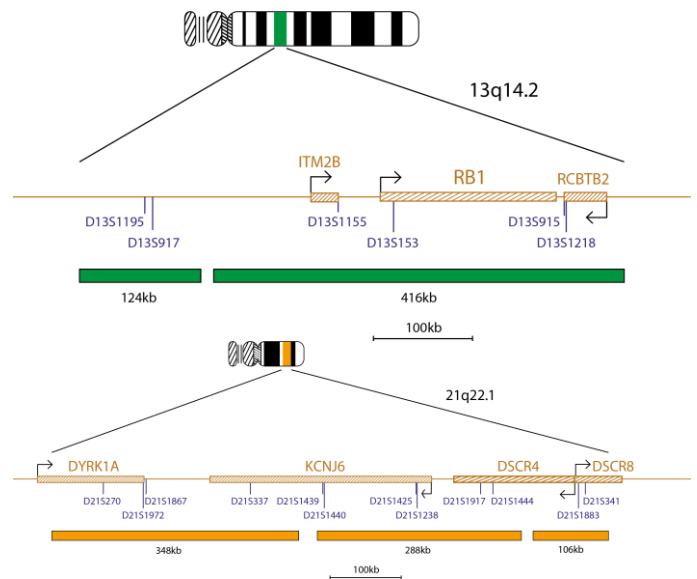 13q14.2
ITM2B
RB1
RCBTB2
D13S1195
D13S917
D13S1155
D13S153
D13S915
D13S1218
124kb
416kb
100kb
21q22.1
DYRK1A
KCNJ6
DSCR4
DSCR8
D21S270
D21S1972
D21S1867
D21S337
D21S1439
D21S1440
D21S1425
D21S1238
D21S1917
D21S1444
D21S1883
D21S341
348kb
288kb
106kb
100kb